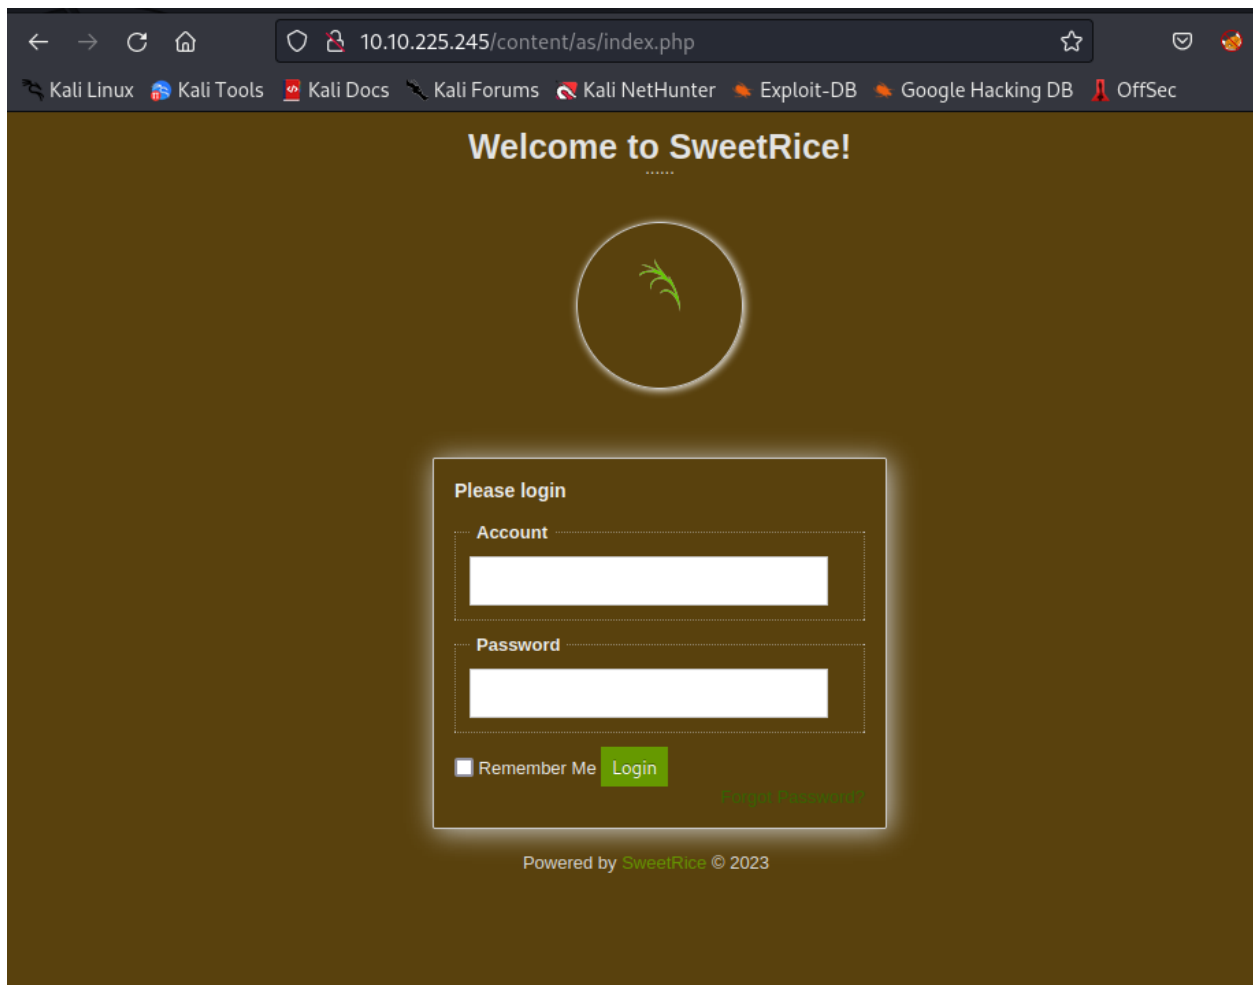 10.10.225.245/content/as/index.php
Kali Linux Kali Tools Kali Docs Kali Forums Kali NetHunter Exploit-DB Google Hacking DB OffSec
Welcome to SweetRice!
Please login
Account
Password
Remember Me Login
Forgot Password?
Powered by SweetRice © 2023